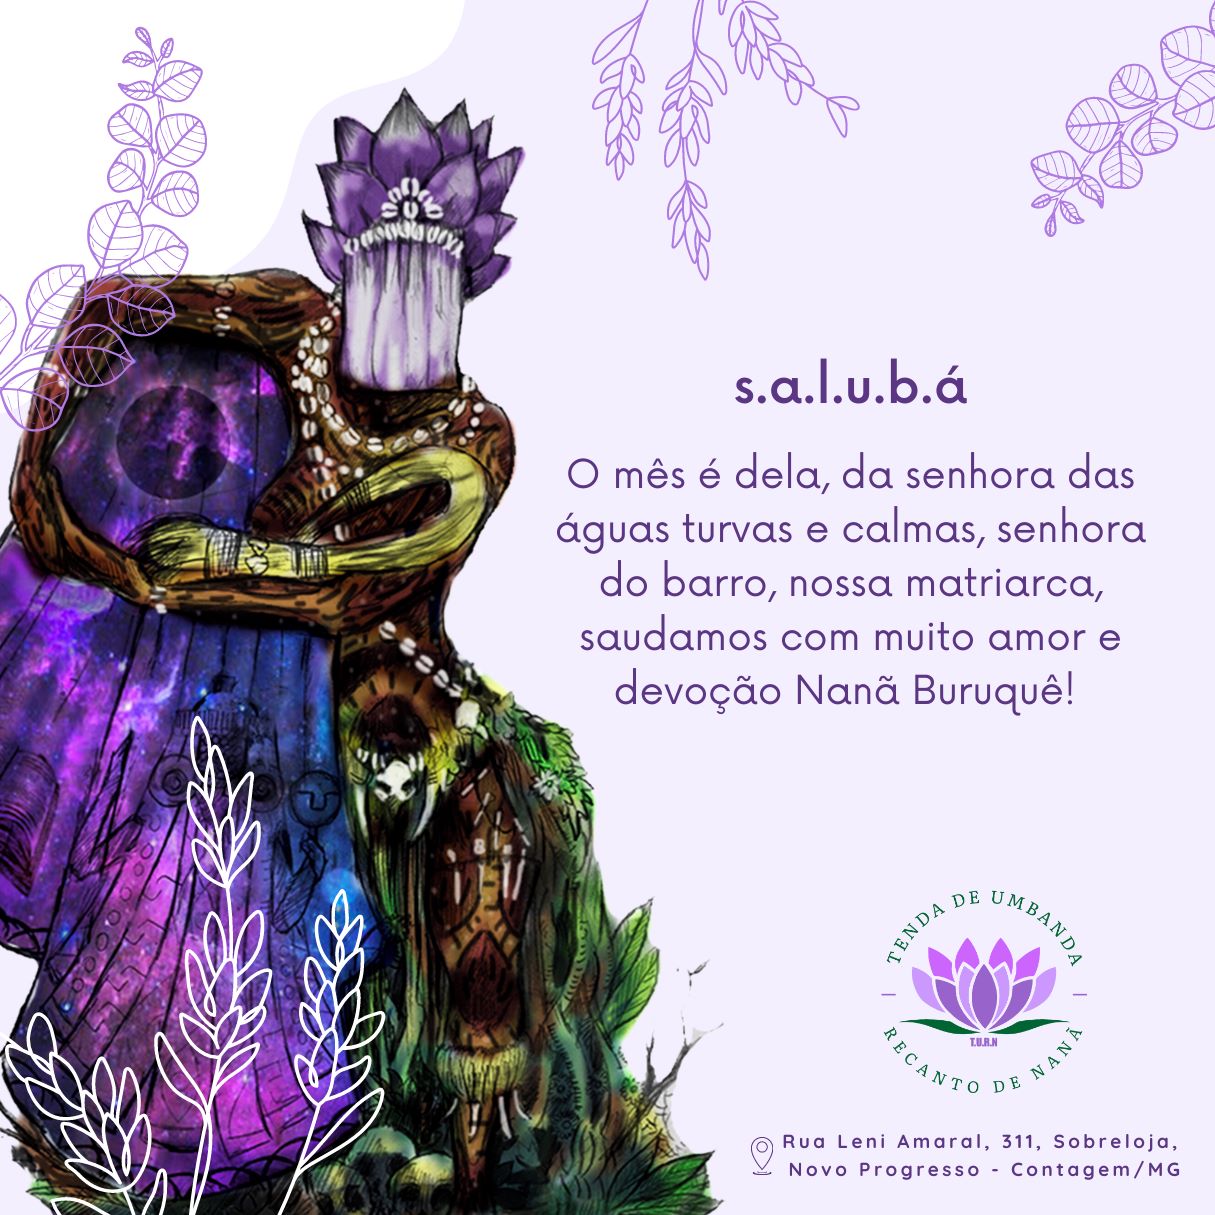 s.a.l.u.b.á
O mês é dela, da senhora das
águas turvas e calmas, senhora
do barro, nossa matriarca,
saudamos com muito amor e
devoção Nanã Buruquê!
TENDA DE UMBANDA
T.U.R.N
RECANTO DE NANÃ
Rua Leni Amaral, 311, Sobreloja,
Novo Progresso - Contagem/MG